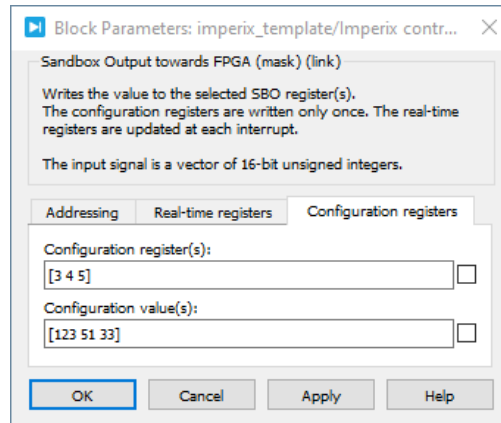 Block Parameters: imperix_template/Imperix contr...
Sandbox Output towards FPGA (mask) (link)
Writes the value to the selected SBO register(s).
The configuration registers are written only once. The real-time
registers are updated at each interrupt.
The input signal is a vector of 16-bit unsigned integers.
Addressing
Real-time registers
Configuration registers
Configuration register(s):
[3 4 5]
Configuration value(s):
[123 51 33]
OK
Cancel
Apply
Help